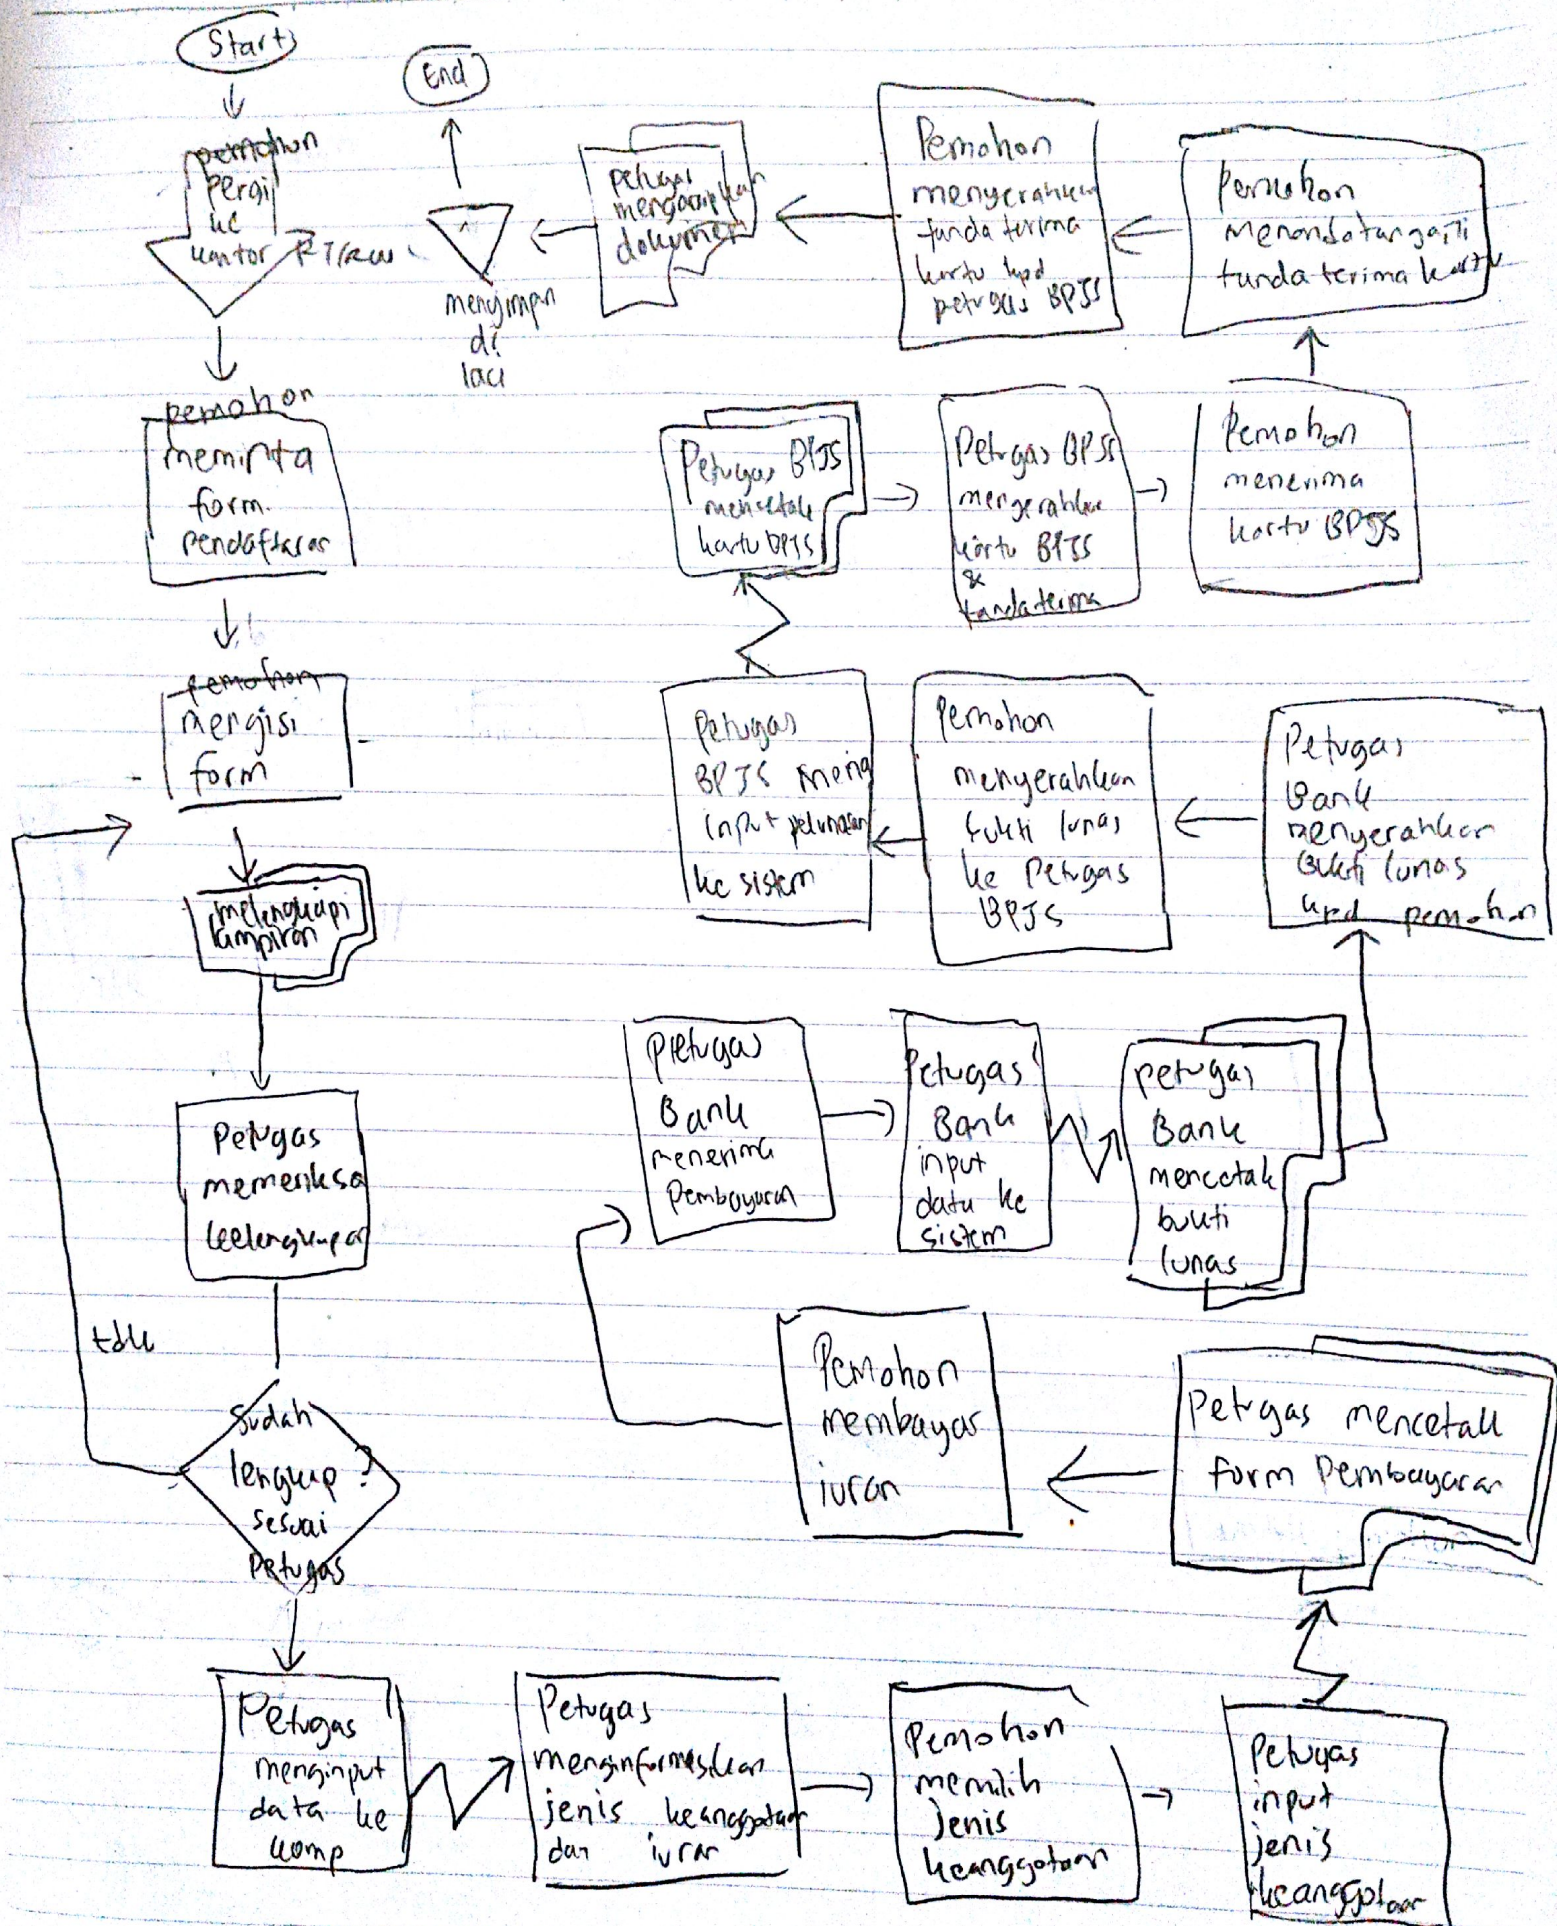 Start
pemohon
pergi
ke
kantor RT/RW
pemohon
meminta
form
pendaftaran
pemohon
mengisi
form
melengkapi
lampiran
Petugas
memeriksa
kelengkapan
tdk
Sudah
lengkap?
sesuai
Petugas
Petugas
menginput
data ke
komp
Petugas
menginformasikan
jenis keanggotaan
dan iuran
Pemohon
memilih
jenis
keanggotaan
Petugas
input
jenis
keanggotaan
Petugas mencetak
form Pembayaran
Pemohon
membayar
iuran
Petugas
Bank
menerima
Pembayaran
Petugas
Bank
input
data ke
sistem
Petugas
Bank
mencetak
bukti
lunas
Petugas
Bank
menyerahkan
Bukti lunas
kpd pemohon
Pemohon
menyerahkan
bukti lunas
ke Petugas
BPJS
Petugas
BPJS meng
input pelunasan
ke sistem
Petugas BPJS
mencetak
kartu BPJS
Petugas BPJS
mengerahkan
kartu BPJS
&
tanda terima
Pemohon
menerima
kartu BPJS
Pemohon
menandatangani
tanda terima kartu
Pemohon
menyerahkan
tanda terima
kartu kpd
petugas BPJS
petugas
mengarsipkan
dokumen
menyimpan
di
laci
End